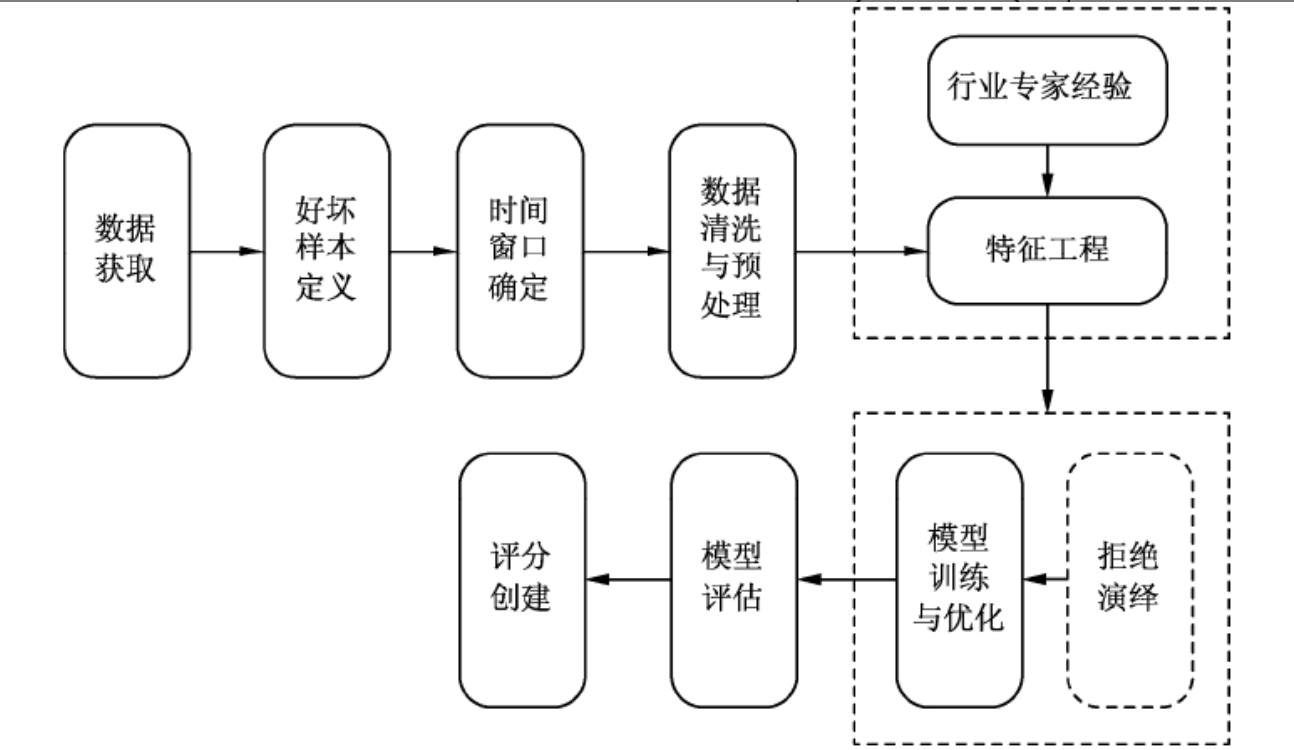 数据
获取
好坏
样本
定义
时间
窗口
确定
数据
清洗
与预
处理
行业专家经验
特征工程
拒绝
演绎
模型
训练
与优化
模型
评估
评分
创建